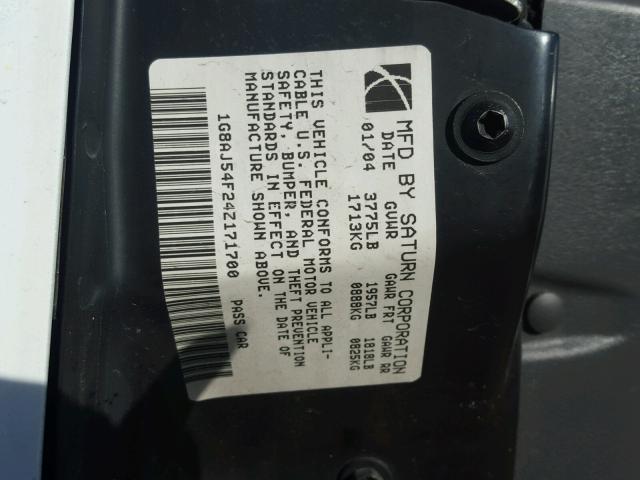 MFD BY SATURN CORPORATION
DATE GVWR GAWR FRT GAWR RR
01/04 3775LB 1957LB 1818LB
1713KG 0888KG 0825KG
THIS VEHICLE CONFORMS TO ALL APPLI-
CABLE U.S. FEDERAL MOTOR VEHICLE
SAFETY, BUMPER, AND THEFT PREVENTION
STANDARDS IN EFFECT ON THE DATE OF
MANUFACTURE SHOWN ABOVE.
1G8AJ54F24Z171700 PASS CAR